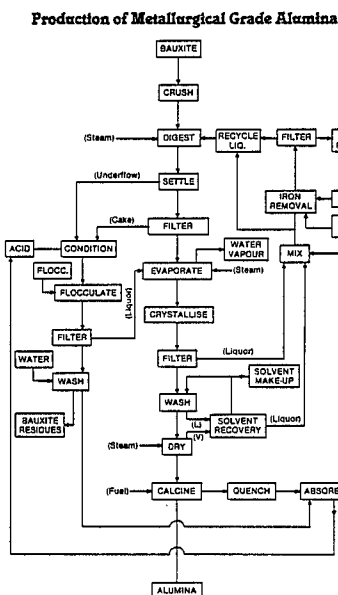 Production of Metallurgical Grade Alumina
BAUXITE
CRUSH
(Steam)
DIGEST
RECYCLE
LIQ.
FILTER
(Underflow)
SETTLE
IRON
REMOVAL
(Cake)
FILTER
ACID
CONDITION
WATER
VAPOUR
MIX
FLOCC.
EVAPORATE
(Steam)
FLOCCULATE
(Liquor)
CRYSTALLISE
FILTER
WATER
FILTER
(Liquor)
WASH
SOLVENT
MAKE-UP
WASH
BAUXITE
RESIDUES
(L)
SOLVENT
RECOVERY
(Liquor)
(V)
(Steam)
DRY
(Fuel)
CALCINE
QUENCH
ABSORB
ALUMINA